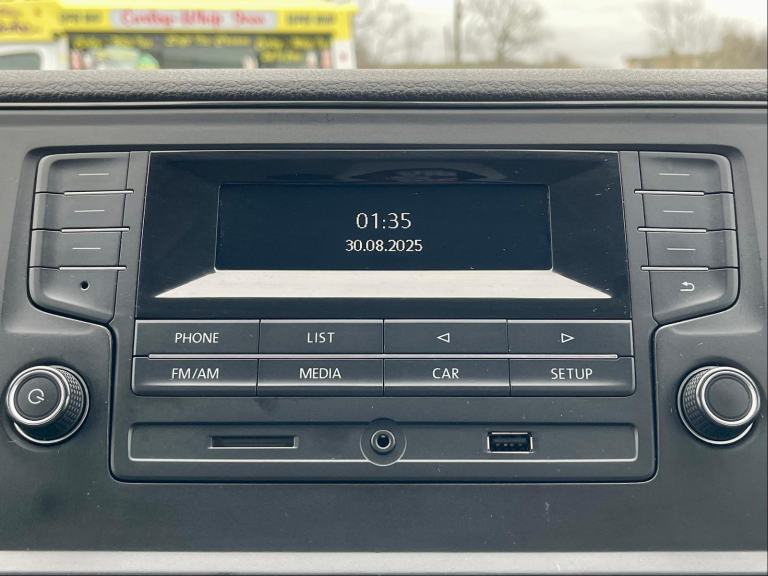 01:35
30.08.2025
PHONE LIST
FM/AM MEDIA CAR SETUP